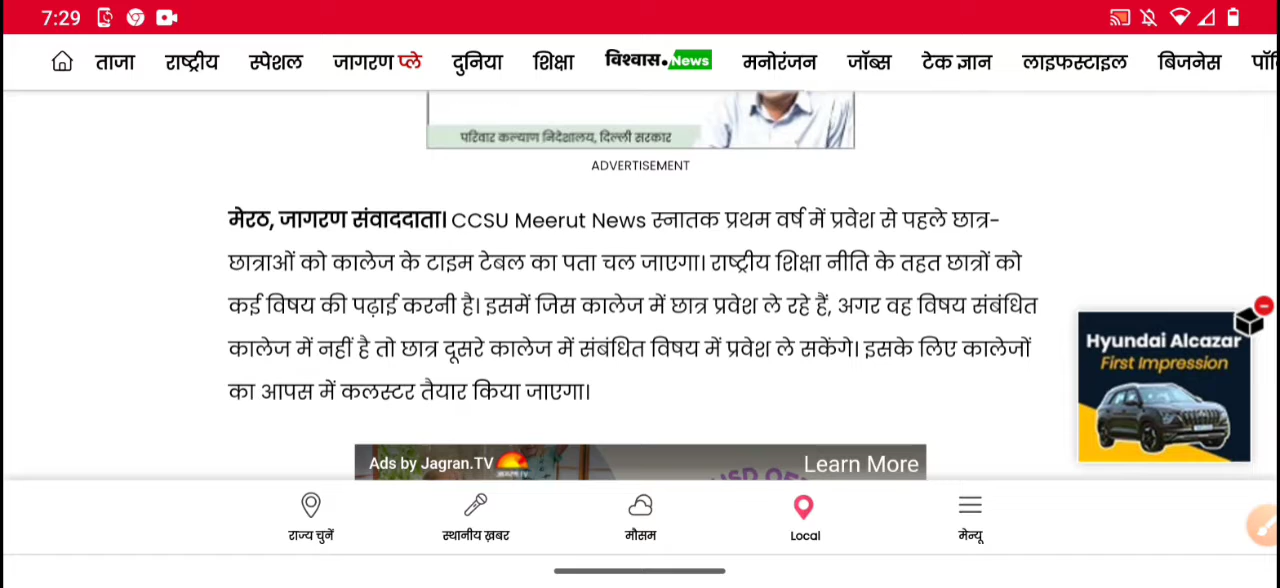 7:29
ताजा राष्ट्रीय स्पेशल जागरण प्ले दुनिया शिक्षा विश्वास.News मनोरंजन जॉब्स टेक ज्ञान लाइफस्टाइल बिजनेस
परिवार कल्याण निदेशालय, दिल्ली सरकार
ADVERTISEMENT
मेरठ, जागरण संवाददाता। CCSU Meerut News स्नातक प्रथम वर्ष में प्रवेश से पहले छात्र-
छात्राओं को कालेज के टाइम टेबल का पता चल जाएगा। राष्ट्रीय शिक्षा नीति के तहत छात्रों को
कई विषय की पढ़ाई करनी है। इसमें जिस कालेज में छात्र प्रवेश ले रहे हैं, अगर वह विषय संबंधित
कालेज में नहीं है तो छात्र दूसरे कालेज में संबंधित विषय में प्रवेश ले सकेंगे। इसके लिए कालेजों
का आपस में कलस्टर तैयार किया जाएगा।
Hyundai Alcazar
First Impression
Ads by Jagran.TV Learn More
राज्य चुनें स्थानीय ख़बर मौसम Local मेन्यू